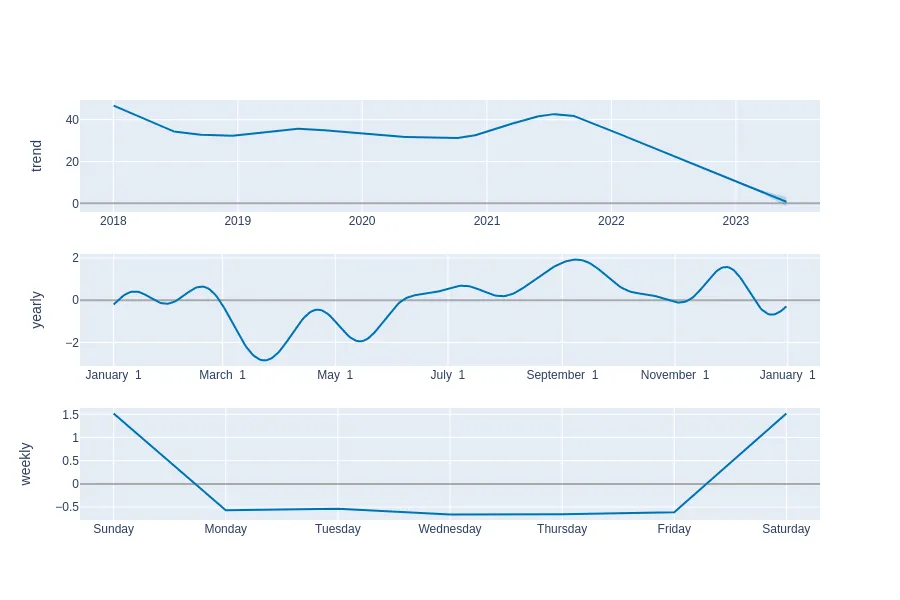 trend
40
20
0
2018 2019 2020 2021 2022 2023
yearly
2
0
−2
January 1 March 1 May 1 July 1 September 1 November 1 January 1
weekly
1.5
1
0.5
0
−0.5
Sunday Monday Tuesday Wednesday Thursday Friday Saturday